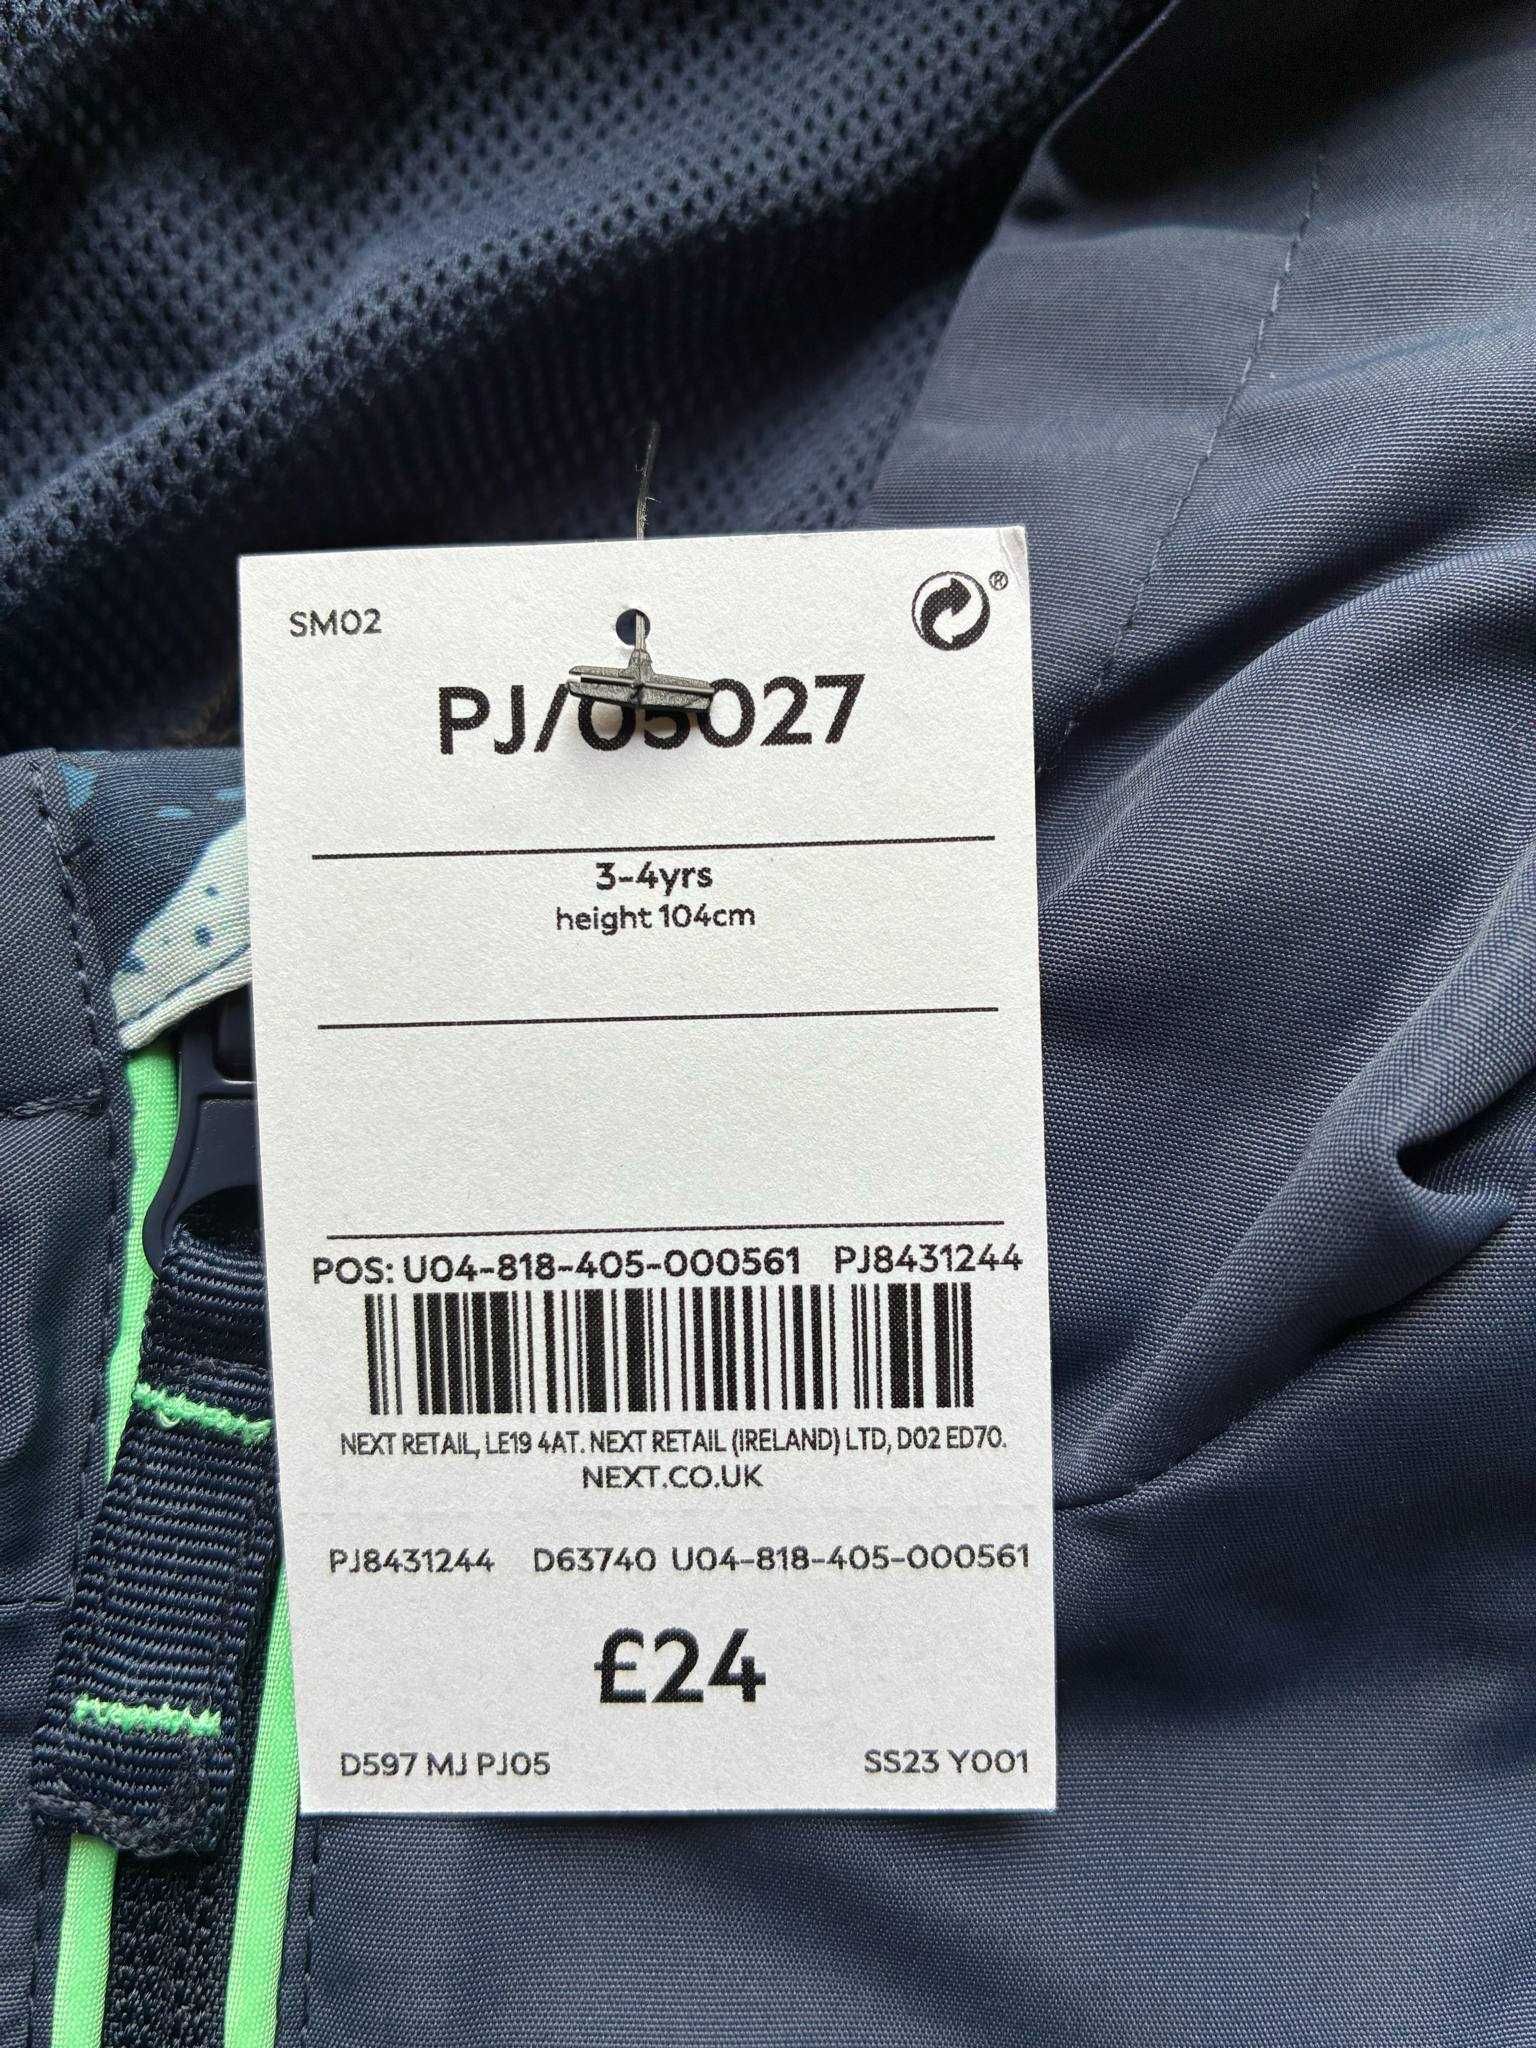 SM02
®
PJ/05027
3-4yrs
height 104cm
POS: U04-818-405-000561 PJ8431244
NEXT RETAIL, LE19 4AT. NEXT RETAIL (IRELAND) LTD, D02 ED70.
NEXT.CO.UK
PJ8431244 D63740 U04-818-405-000561
£24
D597 MJ PJ05 SS23 Y001